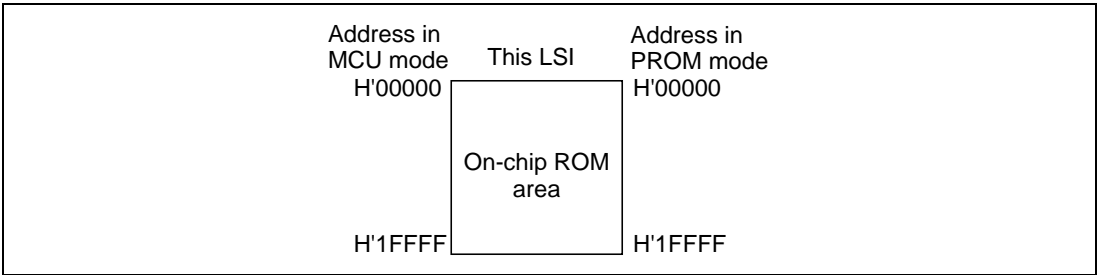 Address in
MCU mode
This LSI
Address in
PROM mode
H'00000
H'00000
On-chip ROM
area
H'1FFFF
H'1FFFF